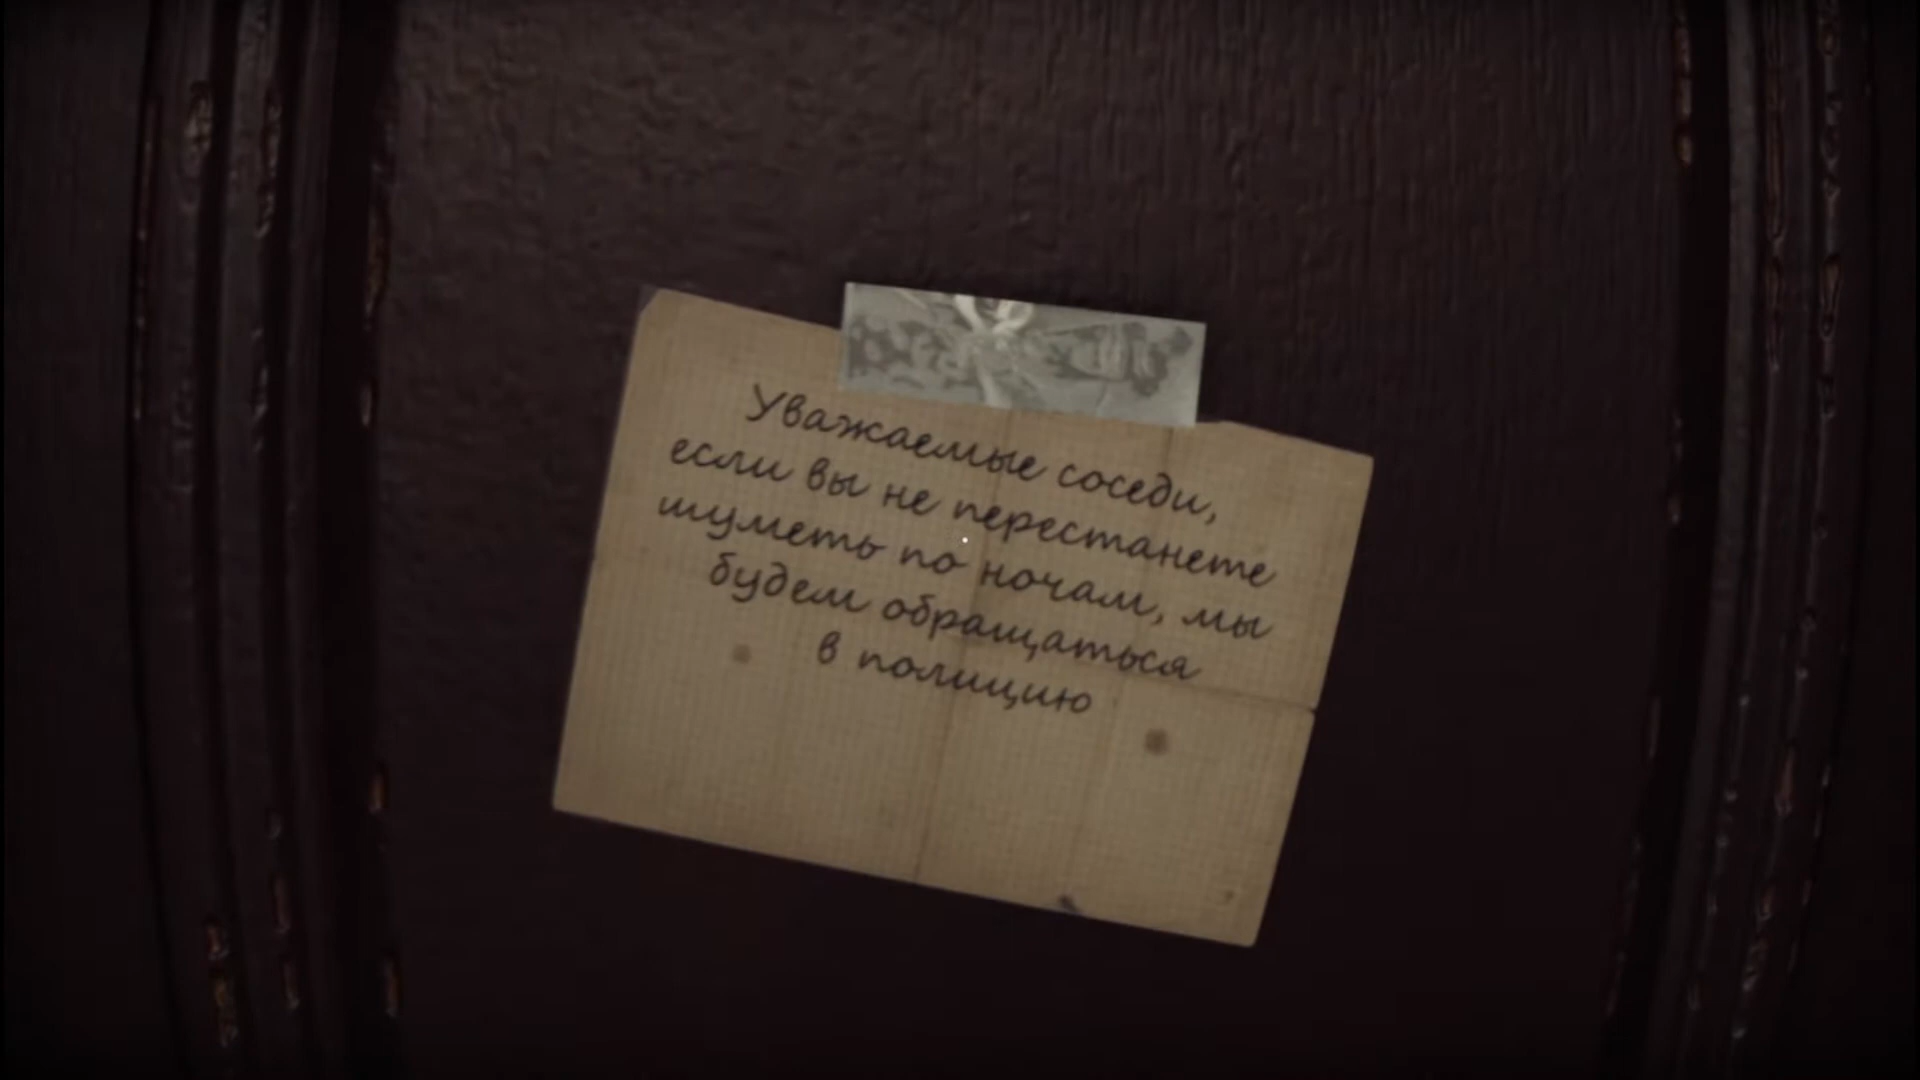 Уважаемые соседи,
если вы не перестанете
шуметь по ночам, мы
будем обращаться
в полицию